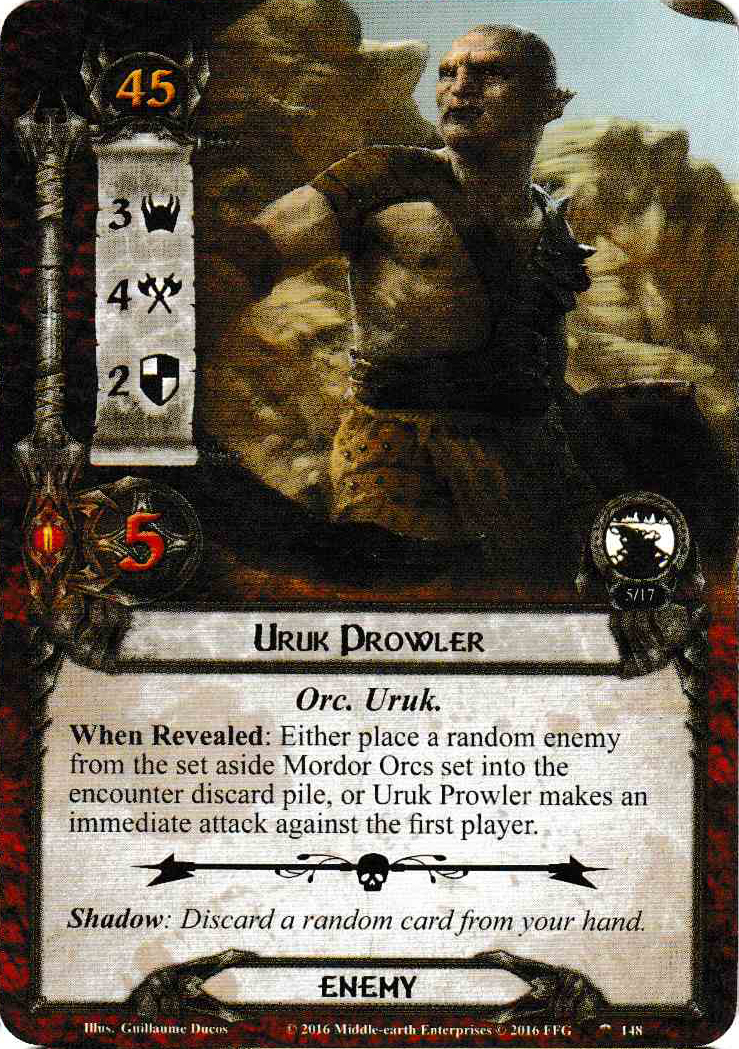 45
3
4
2
5
5/17
URUK PROWLER
Orc. Uruk.
When Revealed: Either place a random enemy
from the set aside Mordor Orcs set into the
encounter discard pile, or Uruk Prowler makes an
immediate attack against the first player.
Shadow: Discard a random card from your hand.
ENEMY
Illus. Guillaume Ducos © 2016 Middle-earth Enterprises © 2016 FFG 148